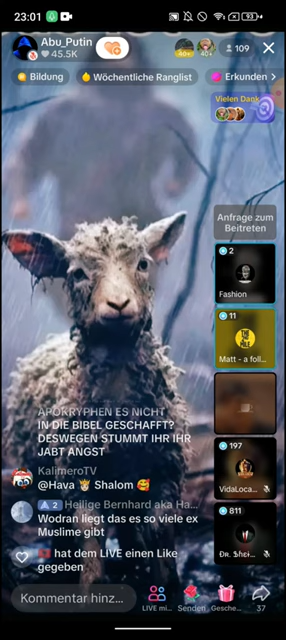 23:01
Abu_Putin
45.5K
46+
40+
109
Bildung
Wöchentliche Ranglist
Erkunden
Vielen Dank
Anfrage zum
Beitreten
2
Fashion
11
Matt - a foll...
197
VidaLoca...
811
APOKRYPHEN ES NICHT
IN DIE BIBEL GESCHAFFT?
DESWEGEN STUMMT IHR IHR
JABT ANGST
KalimeroTV
@Hava 🤴 Shalom 🥰
2 Heilige Bernhard aka Ha...
Wodran liegt das es so viele ex
Muslime gibt
hat dem LIVE einen Like
gegeben
Kommentar hinz...
LIVE mi...
Senden
Gesche...
37